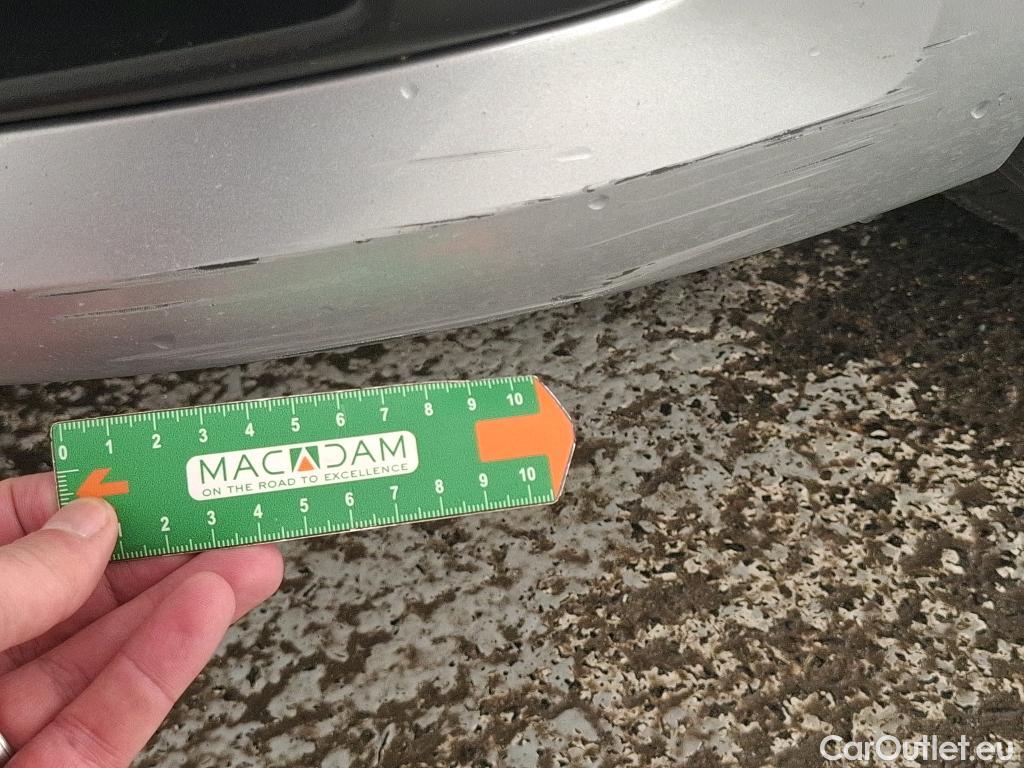 0 1 2 3 4 5 6 7 8 9 10
MACADAM
ON THE ROAD TO EXCELLENCE
2 3 4 5 6 7 8 9 10
CarOutlet.eu